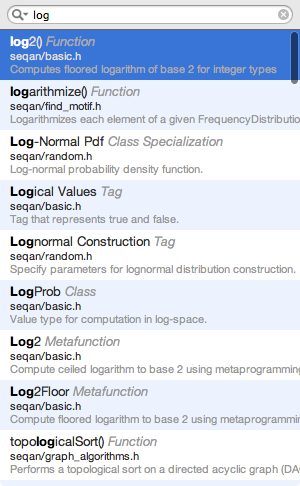 log
log2() Function
seqan/basic.h
Computes floored logarithm of base 2 for integer types
logarithmize() Function
seqan/find_motif.h
Logarithmizes each element of a given FrequencyDistributio
Log-Normal Pdf Class Specialization
seqan/random.h
Log-normal probability density function.
Logical Values Tag
seqan/basic.h
Tag that represents true and false.
Lognormal Construction Tag
seqan/random.h
Specify parameters for lognormal distribution construction.
LogProb Class
seqan/basic.h
Value type for computation in log-space.
Log2 Metafunction
seqan/basic.h
Compute ceiled logarithm to base 2 using metaprogramming
Log2Floor Metafunction
seqan/basic.h
Compute floored logarithm to base 2 using metaprogrammin
topologicalSort() Function
seqan/graph_algorithms.h
Performs a topological sort on a directed acyclic graph (DA